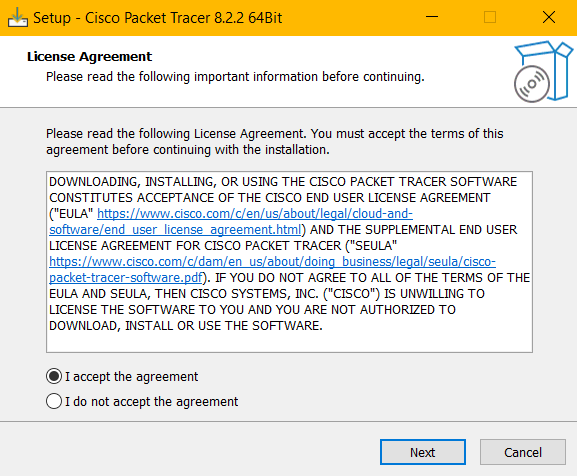 Setup - Cisco Packet Tracer 8.2.2 64Bit
License Agreement
Please read the following important information before continuing.
Please read the following License Agreement. You must accept the terms of this
agreement before continuing with the installation.
DOWNLOADING, INSTALLING, OR USING THE CISCO PACKET TRACER SOFTWARE
CONSTITUTES ACCEPTANCE OF THE CISCO END USER LICENSE AGREEMENT
("EULA" https://www.cisco.com/c/en/us/about/legal/cloud-and-
software/end_user_license_agreement.html) AND THE SUPPLEMENTAL END USER
LICENSE AGREEMENT FOR CISCO PACKET TRACER ("SEULA"
https://www.cisco.com/c/dam/en_us/about/doing_business/legal/seula/cisco-
packet-tracer-software.pdf). IF YOU DO NOT AGREE TO ALL OF THE TERMS OF THE
EULA AND SEULA, THEN CISCO SYSTEMS, INC. ("CISCO") IS UNWILLING TO
LICENSE THE SOFTWARE TO YOU AND YOU ARE NOT AUTHORIZED TO
DOWNLOAD, INSTALL OR USE THE SOFTWARE.
I accept the agreement
I do not accept the agreement
Next
Cancel